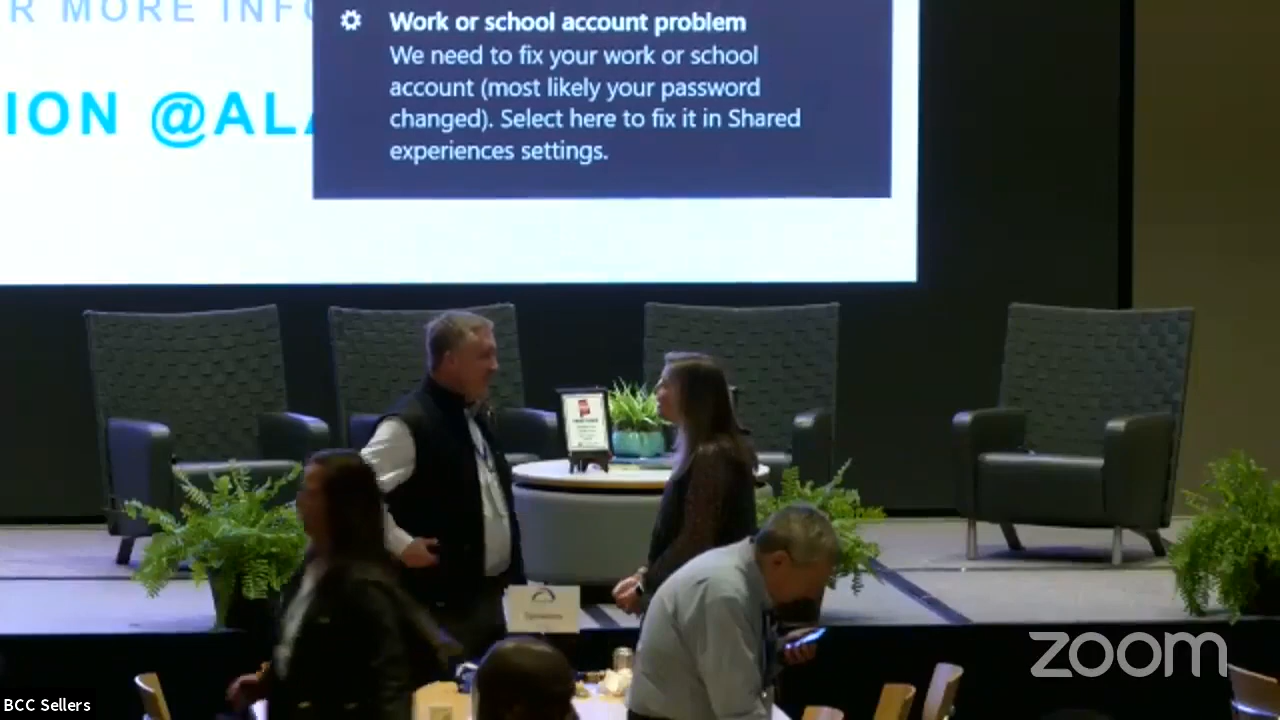 R MORE INFO
ION @ALA
Work or school account problem
We need to fix your work or school
account (most likely your password
changed). Select here to fix it in Shared
experiences settings.
zoom
BCC Sellers